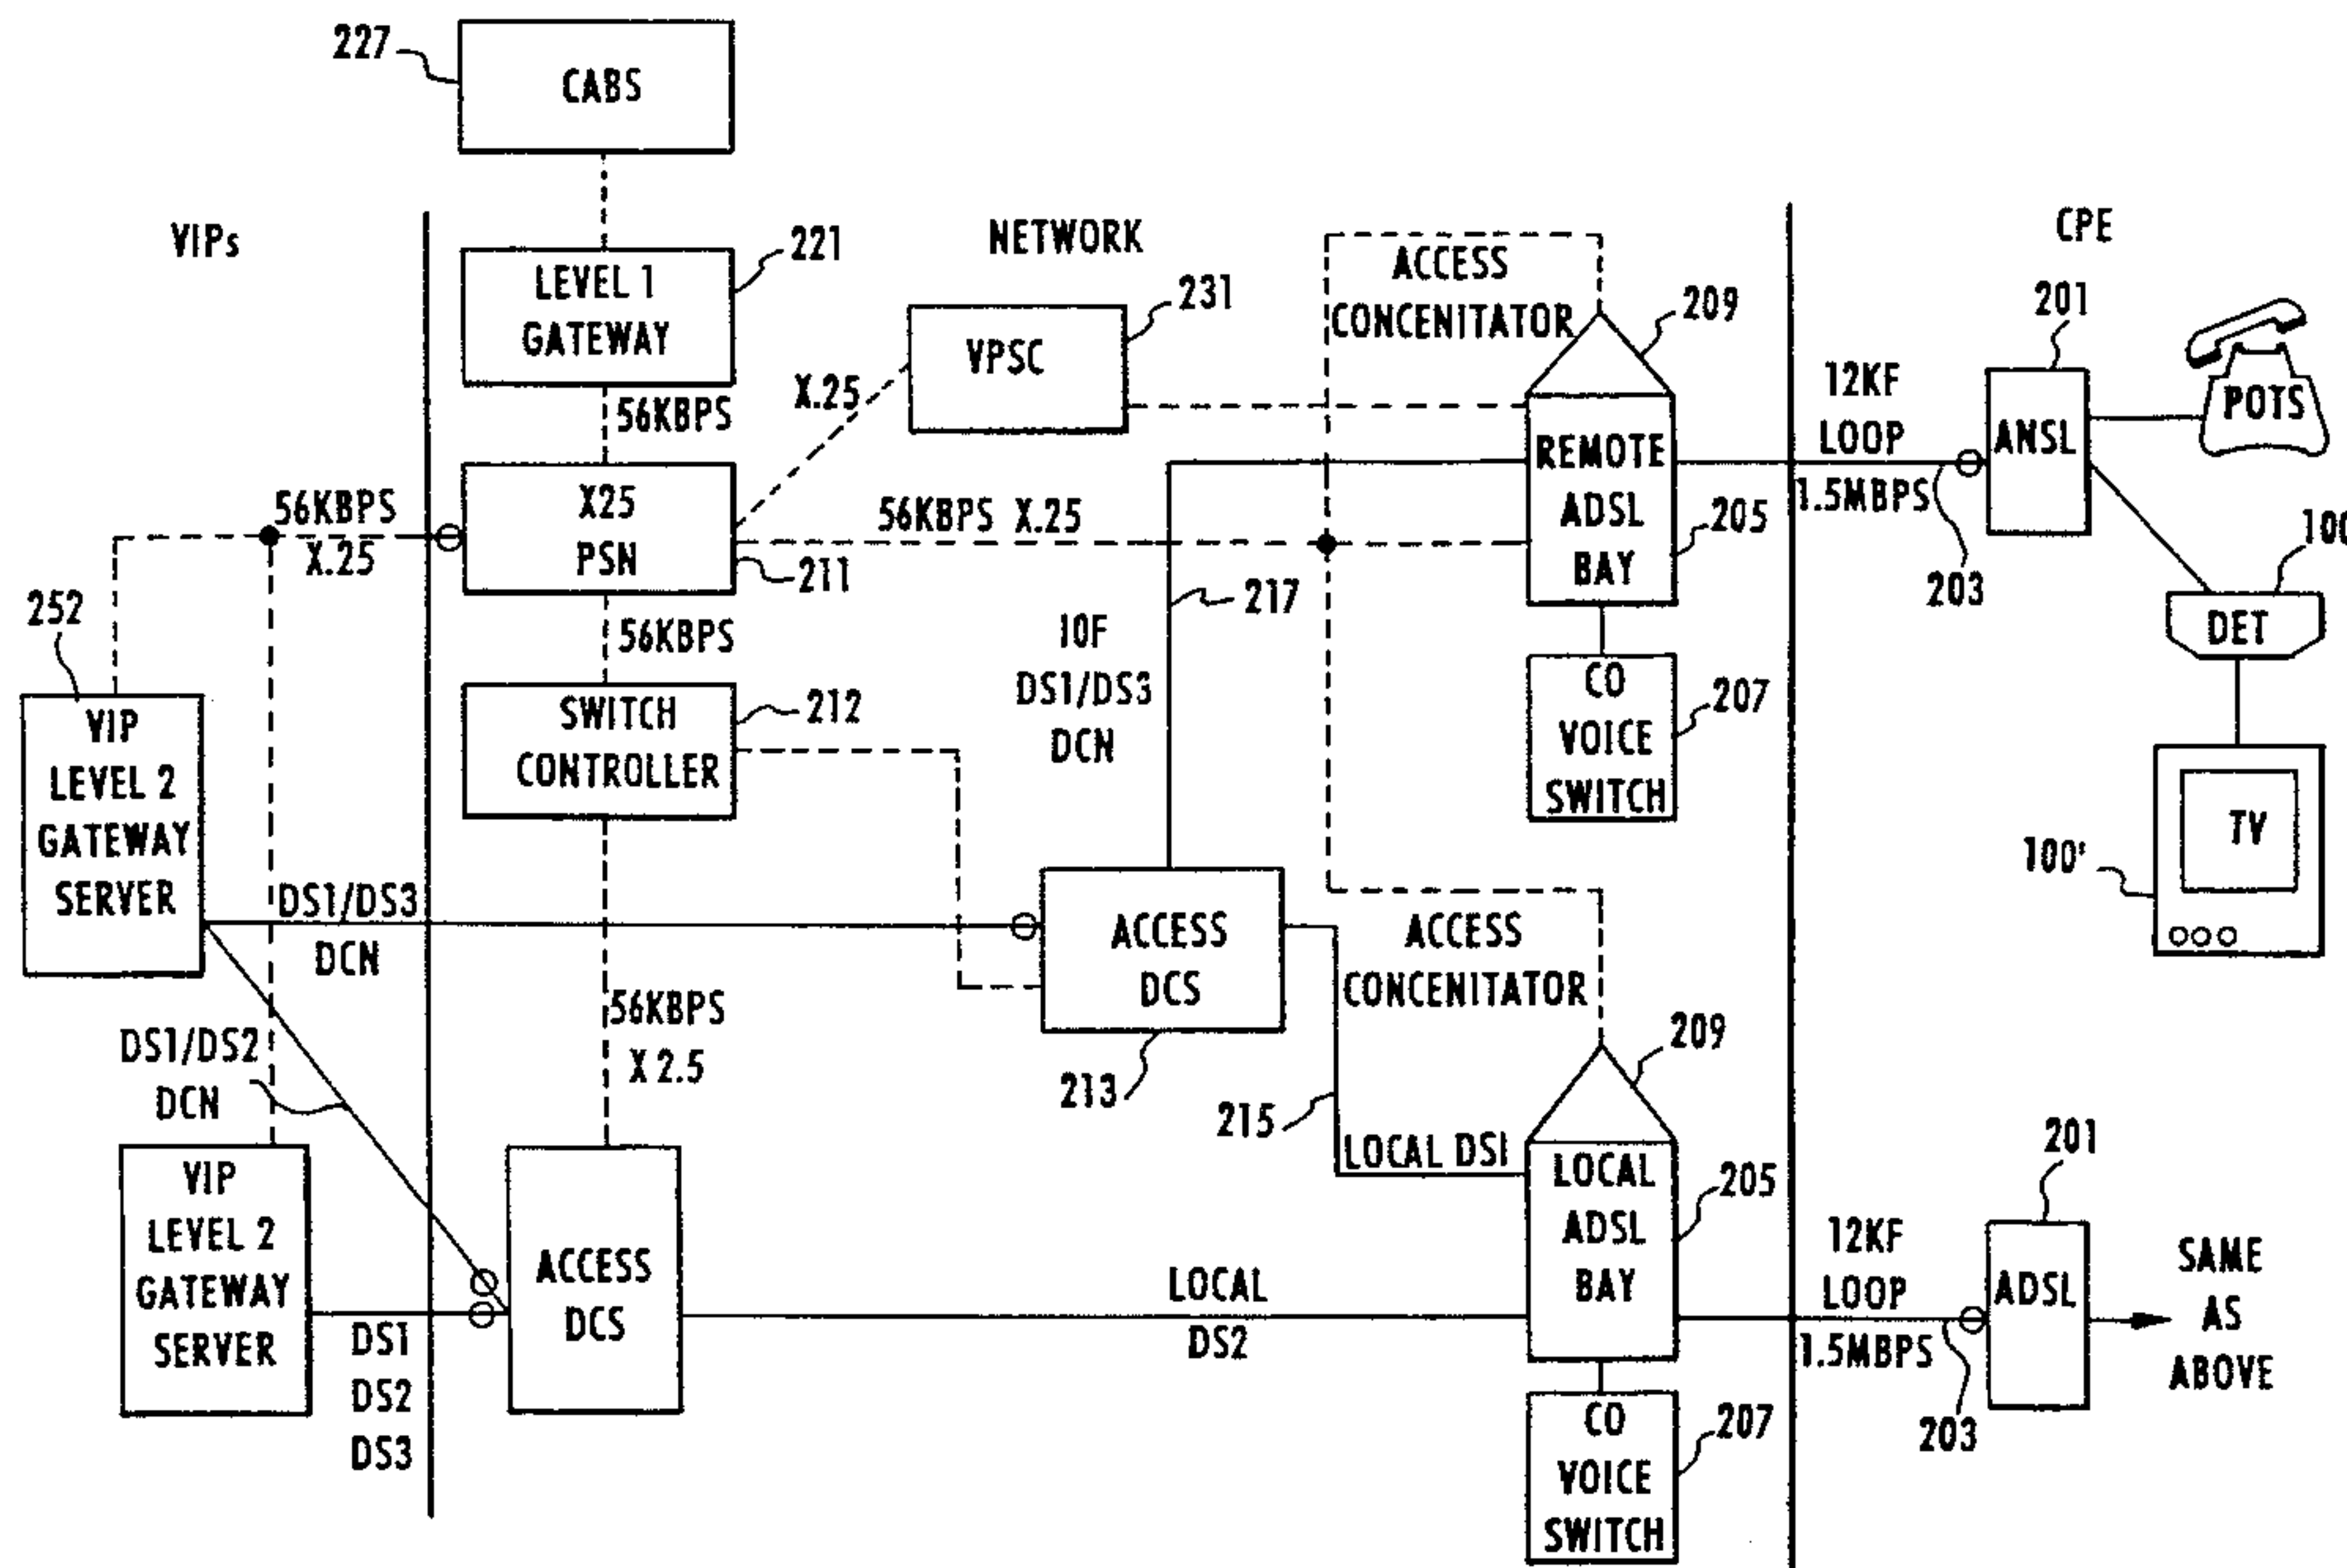 227
CABS
VIPs
NETWORK
CPE
LEVEL 1
GATEWAY
221
231
VPSC
X.25
ACCESS
CONCENITATOR
209
201
12KF
LOOP
1.5MBPS
ANSL
POTS
56KBPS
X25
PSN
211
56KBPS
X.25
56KBPS X.25
REMOTE
ADSL
BAY
205
203
100
DET
252
56KBPS
217
IOF
DS1/DS3
DCN
CO
VOICE
SWITCH
207
SWITCH
CONTROLLER
212
VIP
LEVEL 2
GATEWAY
SERVER
TV
100'
DS1/DS3
DCN
ACCESS
DCS
213
ACCESS
CONCENITATOR
209
56KBPS
X 2.5
DS1/DS2
DCN
215
LOCAL DSI
LOCAL
ADSL
BAY
205
201
12KF
LOOP
1.5MBPS
ADSL
SAME
AS
ABOVE
203
VIP
LEVEL 2
GATEWAY
SERVER
DS1
DS2
DS3
ACCESS
DCS
LOCAL
DS2
CO
VOICE
SWITCH
207